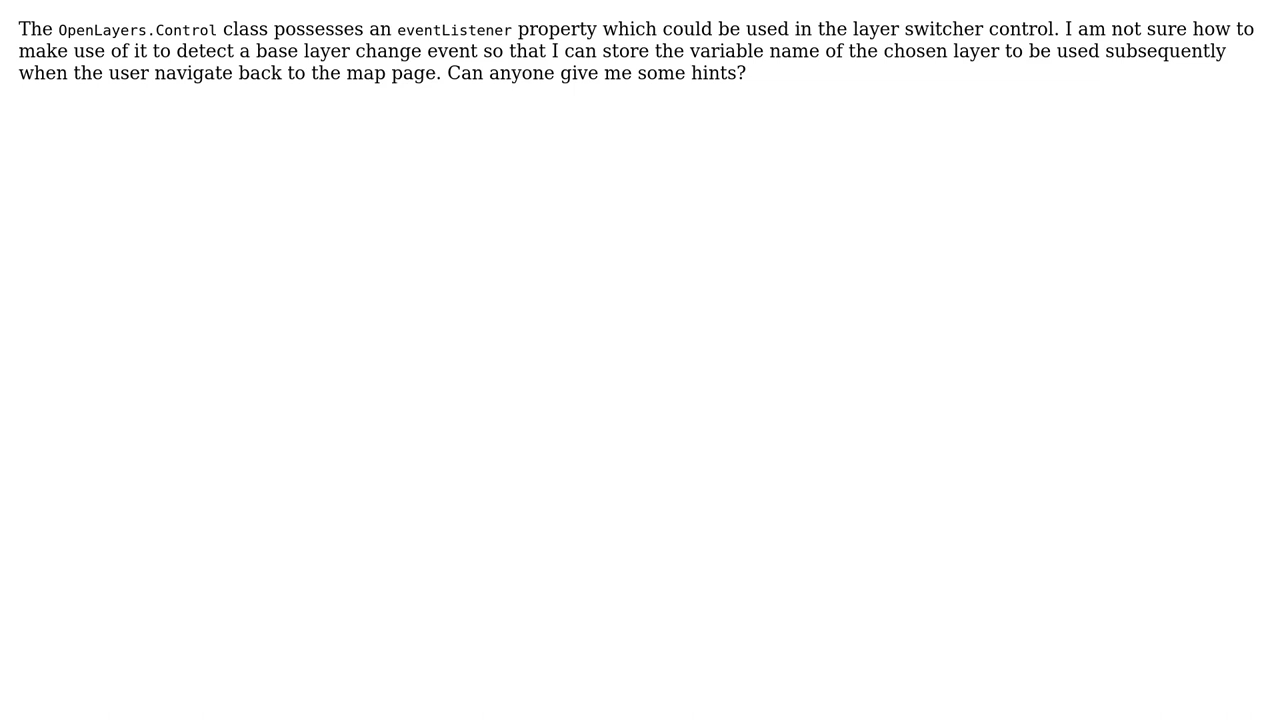 The OpenLayers.Control class possesses an eventListener property which could be used in the layer switcher control. I am not sure how to
make use of it to detect a base layer change event so that I can store the variable name of the chosen layer to be used subsequently
when the user navigate back to the map page. Can anyone give me some hints?